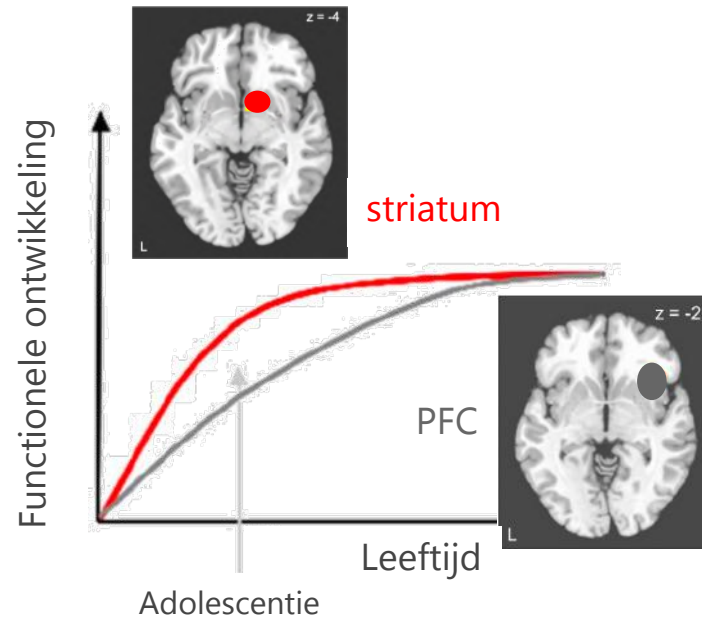 z = -4
L
striatum
Functionele ontwikkeling
z = -2
PFC
L
Leeftijd
Adolescentie